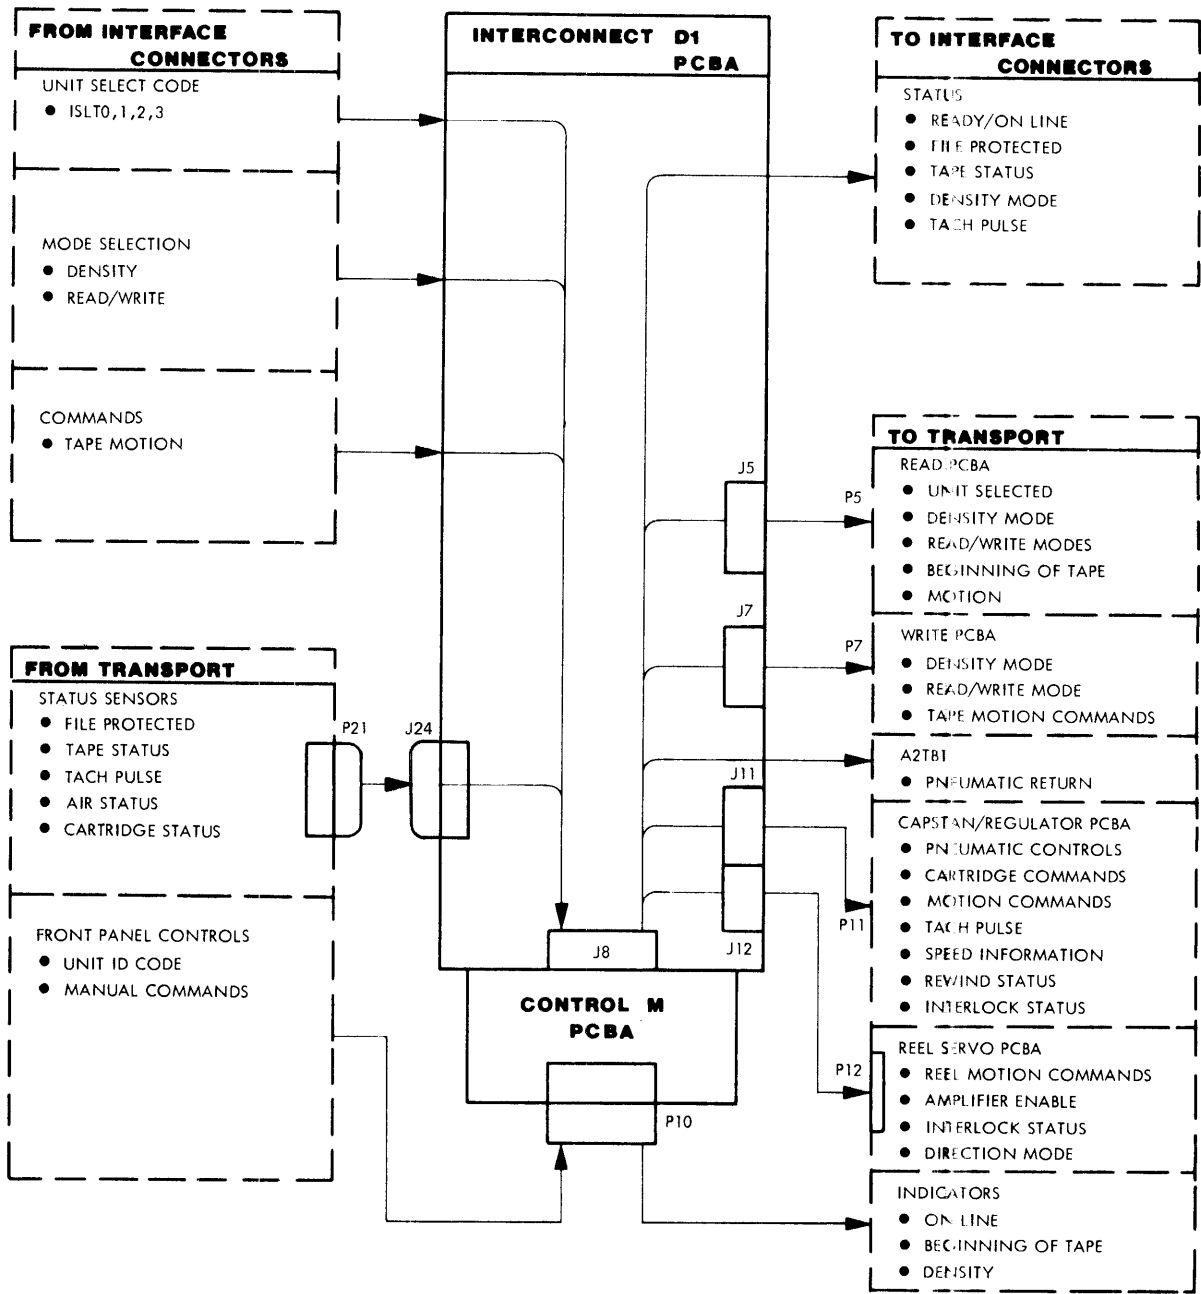 FROM INTERFACE
CONNECTORS
UNIT SELECT CODE
● ISLT0,1,2,3
MODE SELECTION
● DENSITY
● READ/WRITE
COMMANDS
● TAPE MOTION
FROM TRANSPORT
STATUS SENSORS
● FILE PROTECTED
● TAPE STATUS
● TACH PULSE
● AIR STATUS
● CARTRIDGE STATUS
FRONT PANEL CONTROLS
● UNIT ID CODE
● MANUAL COMMANDS
P21
J24
INTERCONNECT D1
PCBA
J5
J7
J11
J12
J8
CONTROL M
PCBA
P10
P5
P7
P11
P12
TO INTERFACE
CONNECTORS
STATUS
● READY/ON LINE
● FILE PROTECTED
● TAPE STATUS
● DENSITY MODE
● TACH PULSE
TO TRANSPORT
READ PCBA
● UNIT SELECTED
● DENSITY MODE
● READ/WRITE MODES
● BEGINNING OF TAPE
● MOTION
WRITE PCBA
● DENSITY MODE
● READ/WRITE MODE
● TAPE MOTION COMMANDS
A2TB1
● PNEUMATIC RETURN
CAPSTAN/REGULATOR PCBA
● PNEUMATIC CONTROLS
● CARTRIDGE COMMANDS
● MOTION COMMANDS
● TACH PULSE
● SPEED INFORMATION
● REWIND STATUS
● INTERLOCK STATUS
REEL SERVO PCBA
● REEL MOTION COMMANDS
● AMPLIFIER ENABLE
● INTERLOCK STATUS
● DIRECTION MODE
INDICATORS
● ON LINE
● BEGINNING OF TAPE
● DENSITY